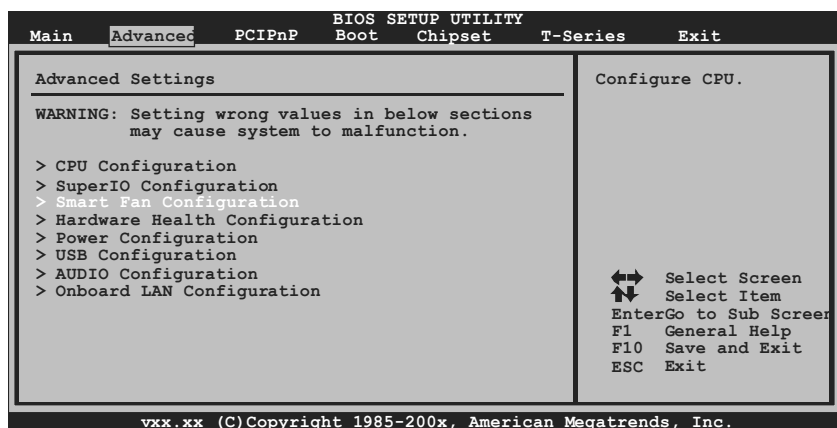 BIOS SETUP UTILITY
Main Advanced PCIPnP Boot Chipset T-Series Exit
Advanced Settings
WARNING: Setting wrong values in below sections
may cause system to malfunction.
> CPU Configuration
> SuperIO Configuration
> Smart Fan Configuration
> Hardware Health Configuration
> Power Configuration
> USB Configuration
> AUDIO Configuration
> Onboard LAN Configuration
Configure CPU.
Select Screen
Select Item
EnterGo to Sub Screen
F1 General Help
F10 Save and Exit
ESC Exit
vxx.xx (C)Copyright 1985-200x, American Megatrends, Inc.